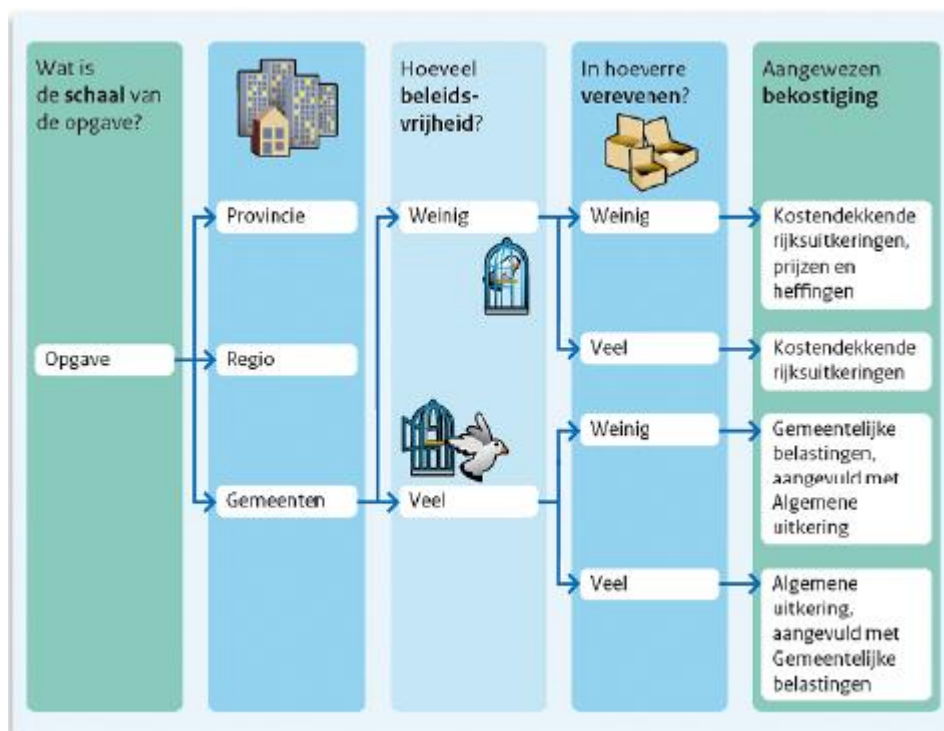 Wat is
de schaal van
de opgave?
Hoeveel
beleids-
vrijheid?
In hoeverre
verevenen?
Aangewezen
bekostiging
Opgave
Provincie
Regio
Gemeenten
Weinig
Veel
Weinig
Veel
Weinig
Veel
Kostendekkende
rijksuitkeringen,
prijzen en
heffingen
Kostendekkende
rijksuitkeringen
Gemeentelijke
belastingen,
aangevuld met
Algemene
uitkering
Algemene
uitkering,
aangevuld met
Gemeentelijke
belastingen